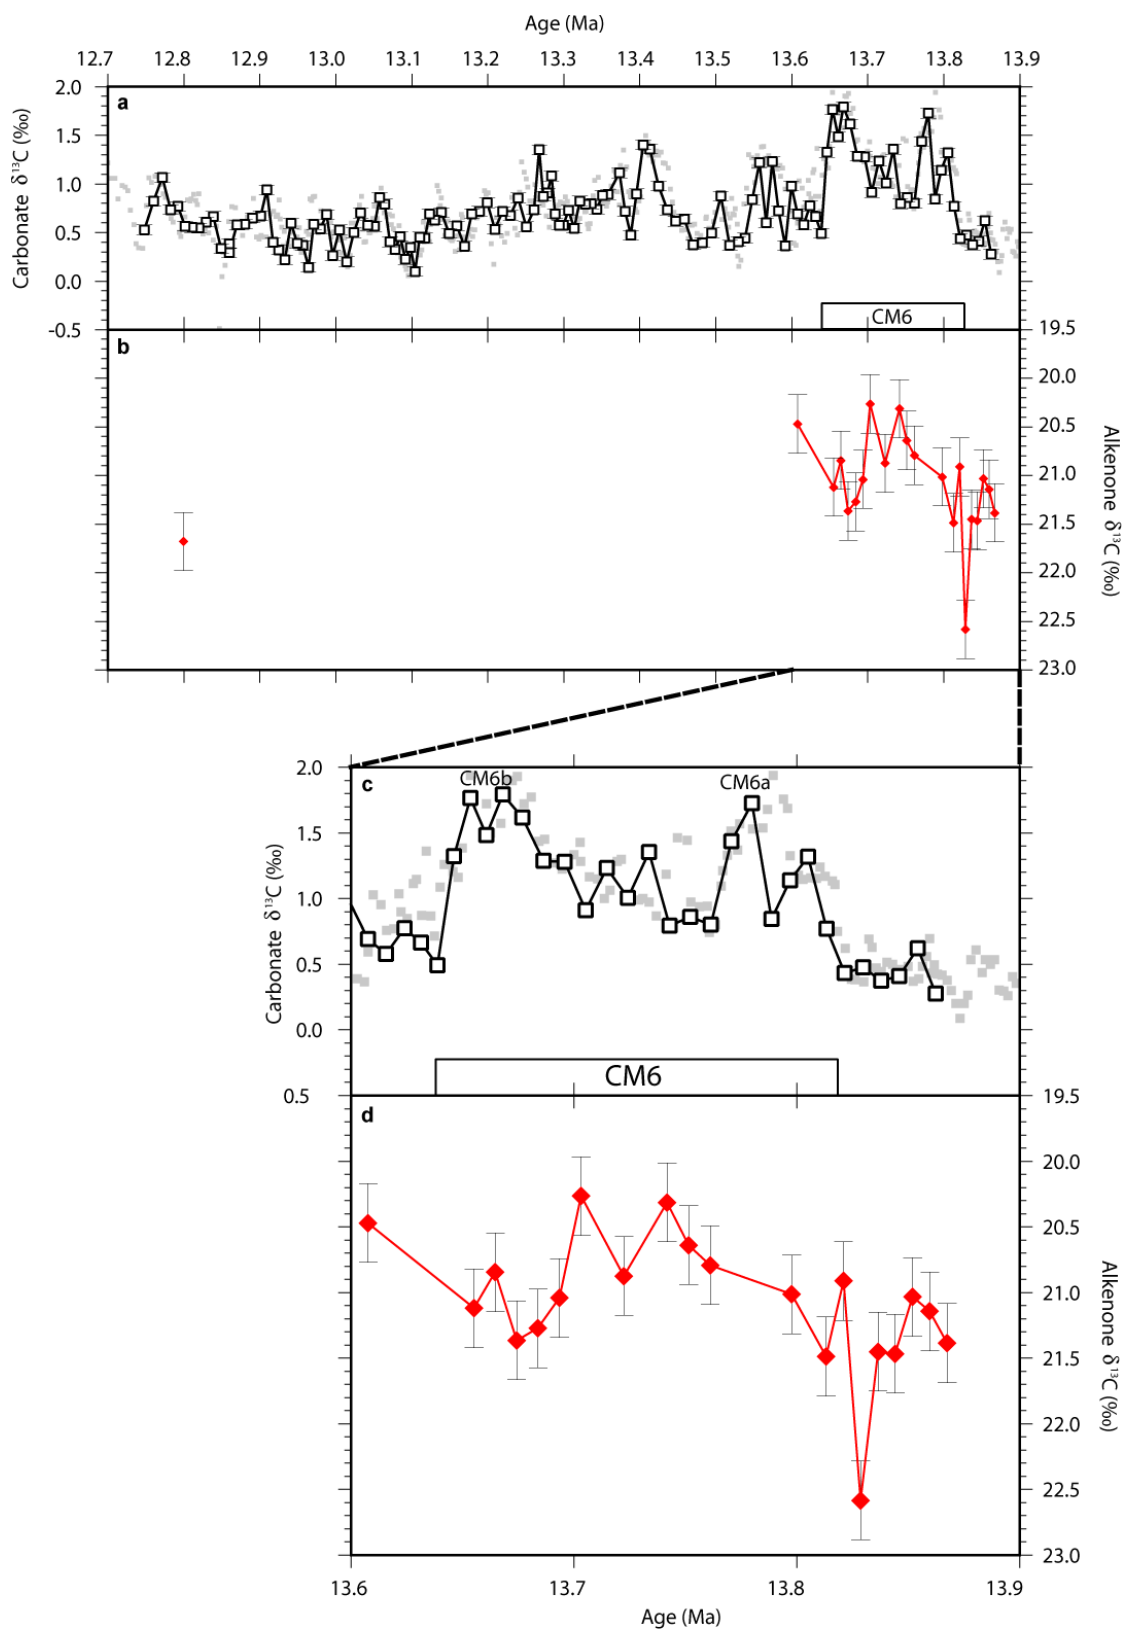 Age (Ma)
12.7 12.8 12.9 13.0 13.1 13.2 13.3 13.4 13.5 13.6 13.7 13.8 13.9
a
Carbonate δ¹³C (‰)
2.0
1.5
1.0
0.5
0.0
-0.5
CM6
b
19.5
20.0
20.5
21.0
21.5
22.0
22.5
23.0
Alkenone δ¹³C (‰)
c
CM6b
CM6a
Carbonate δ¹³C (‰)
2.0
1.5
1.0
0.5
0.0
0.5
CM6
d
19.5
20.0
20.5
21.0
21.5
22.0
22.5
23.0
Alkenone δ¹³C (‰)
13.6 13.7 13.8 13.9
Age (Ma)